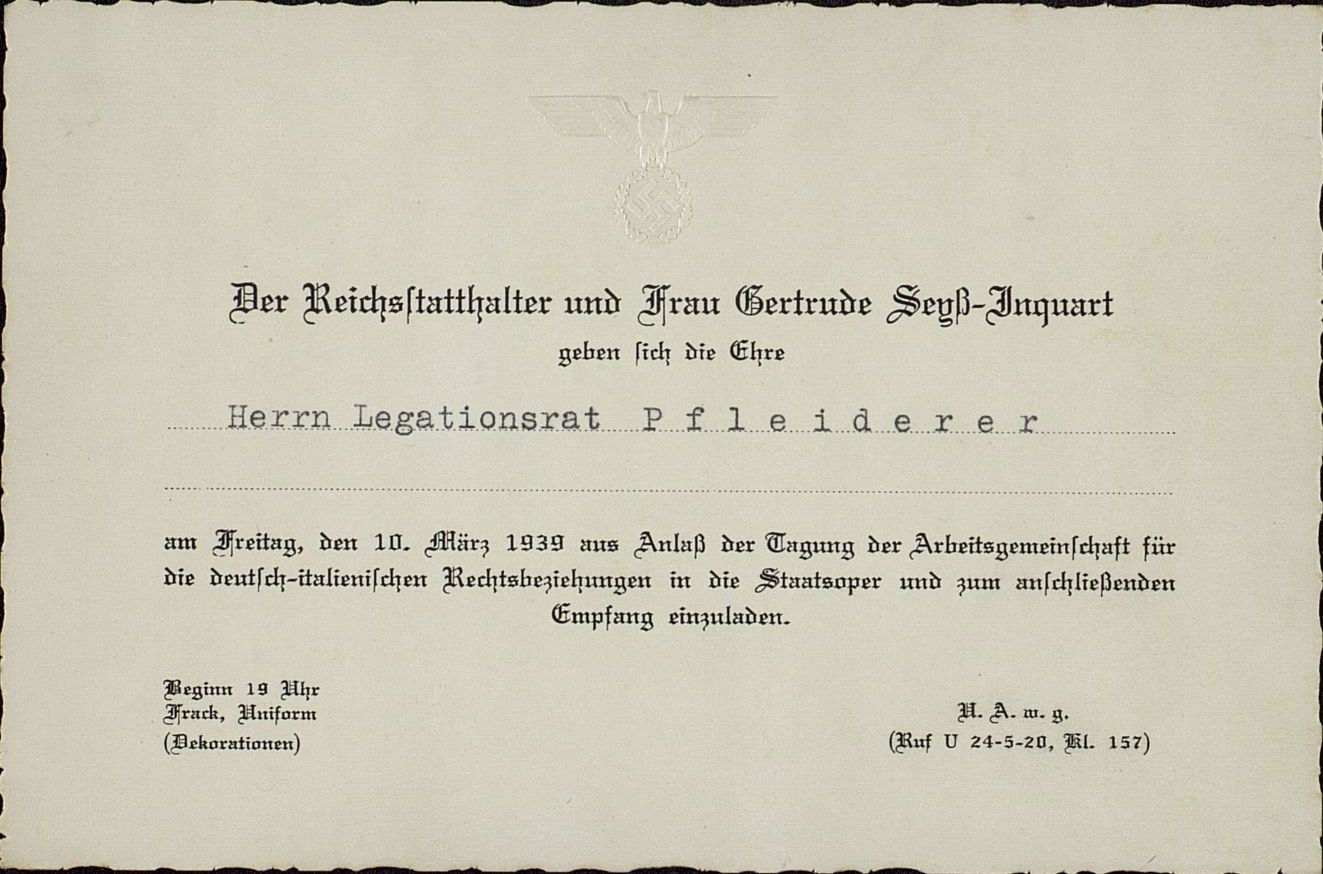 Der Reichsstatthalter und Frau Gertrude Seyß-Inquart
geben sich die Ehre
Herrn Legationsrat P f l e i d e r e r
am Freitag, den 10. März 1939 aus Anlaß der Tagung der Arbeitsgemeinschaft für
die deutsch-italienischen Rechtsbeziehungen in die Staatsoper und zum anschließenden
Empfang einzuladen.
Beginn 19 Uhr
Frack, Uniform
(Dekorationen)
U. A. w. g.
(Ruf U 24-5-20, Kl. 157)